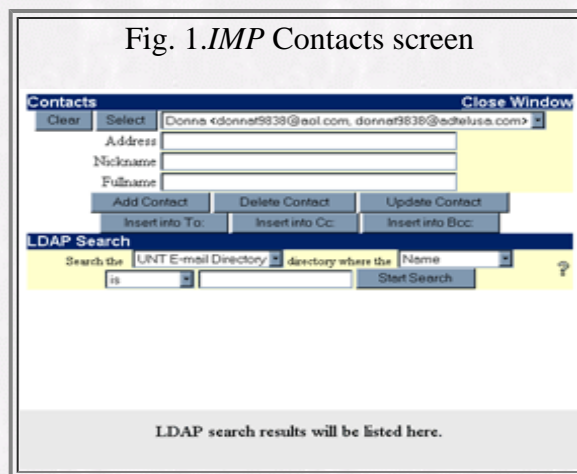 Fig. 1.IMP Contacts screen
Contacts Close Window
Clear Select Donna <donnat9838@aol.com, donnat9838@adtelusa.com>
Address
Nickname
Fullname
Add Contact Delete Contact Update Contact
Insert into To: Insert into Cc: Insert into Bcc:
LDAP Search
Search the UNT E-mail Directory directory where the Name ?
is Start Search
LDAP search results will be listed here.